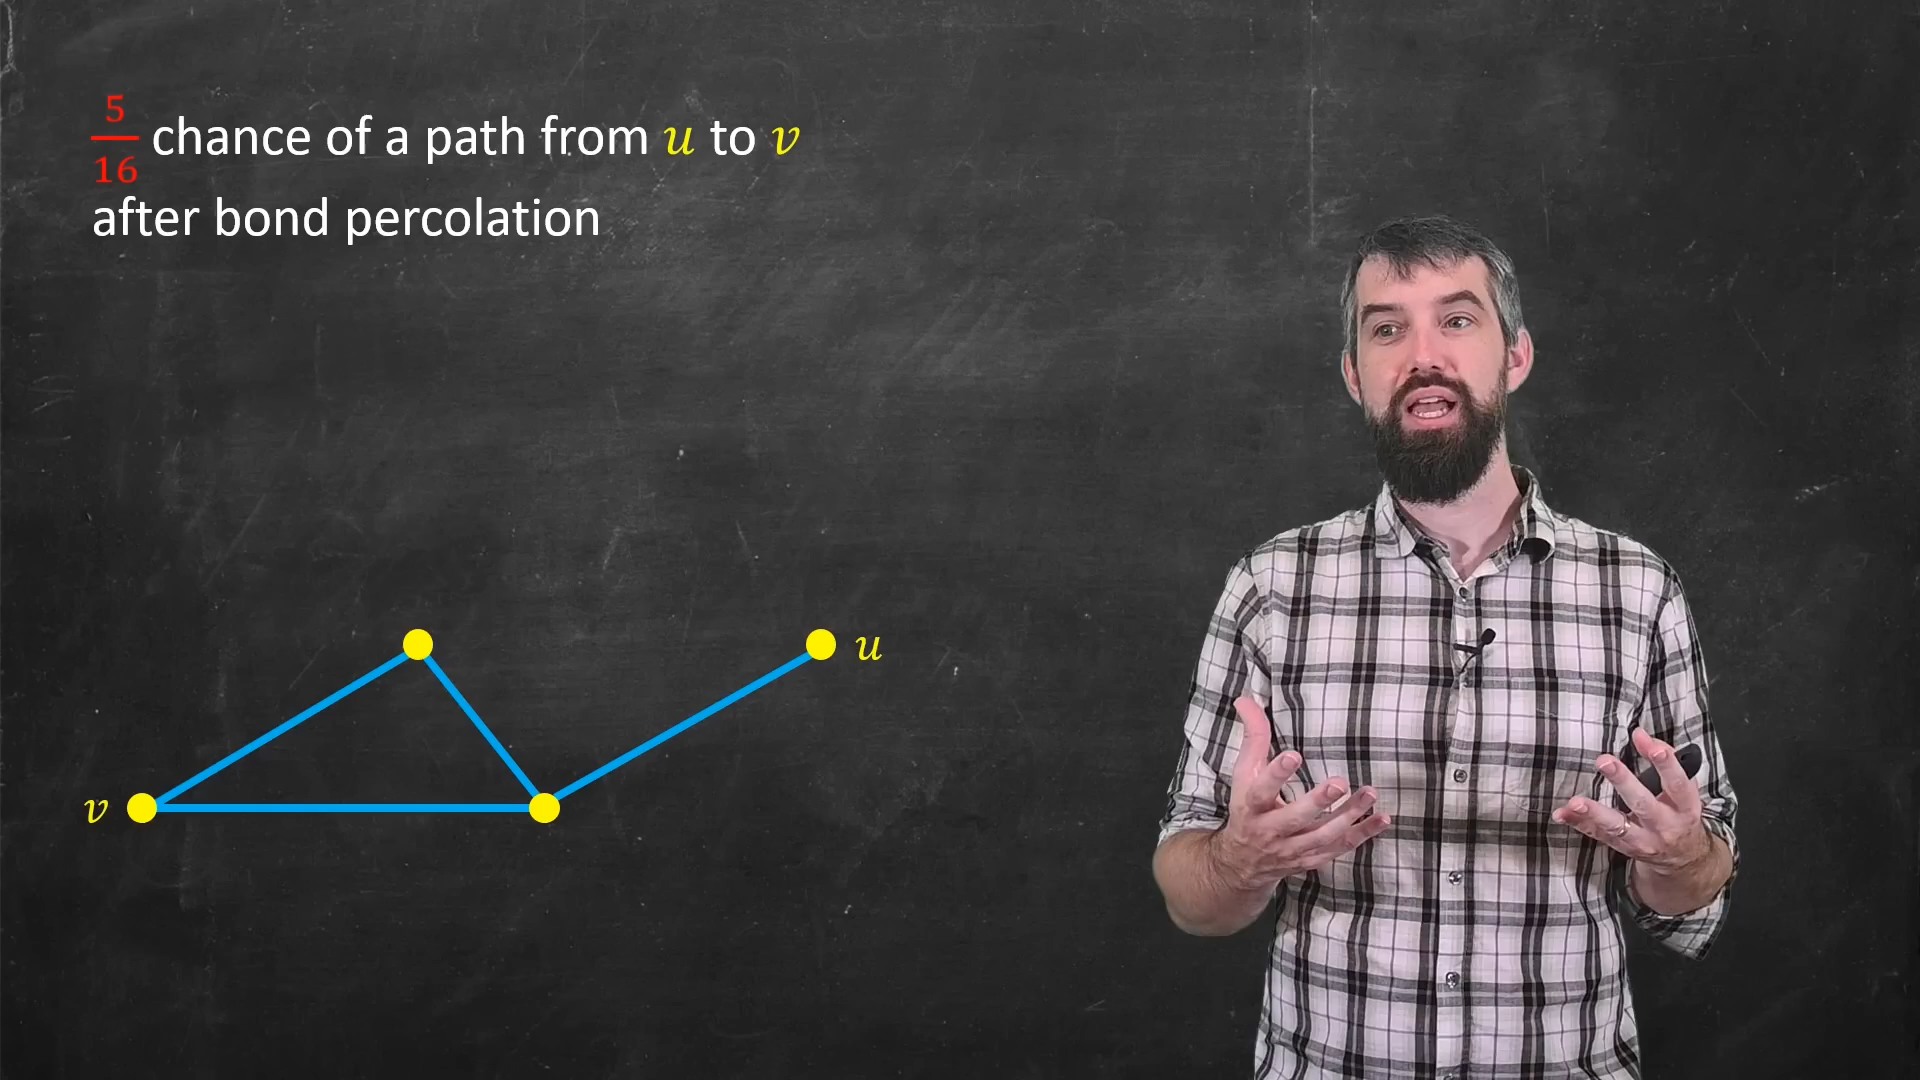 5/16 chance of a path from u to v
after bond percolation
u
v